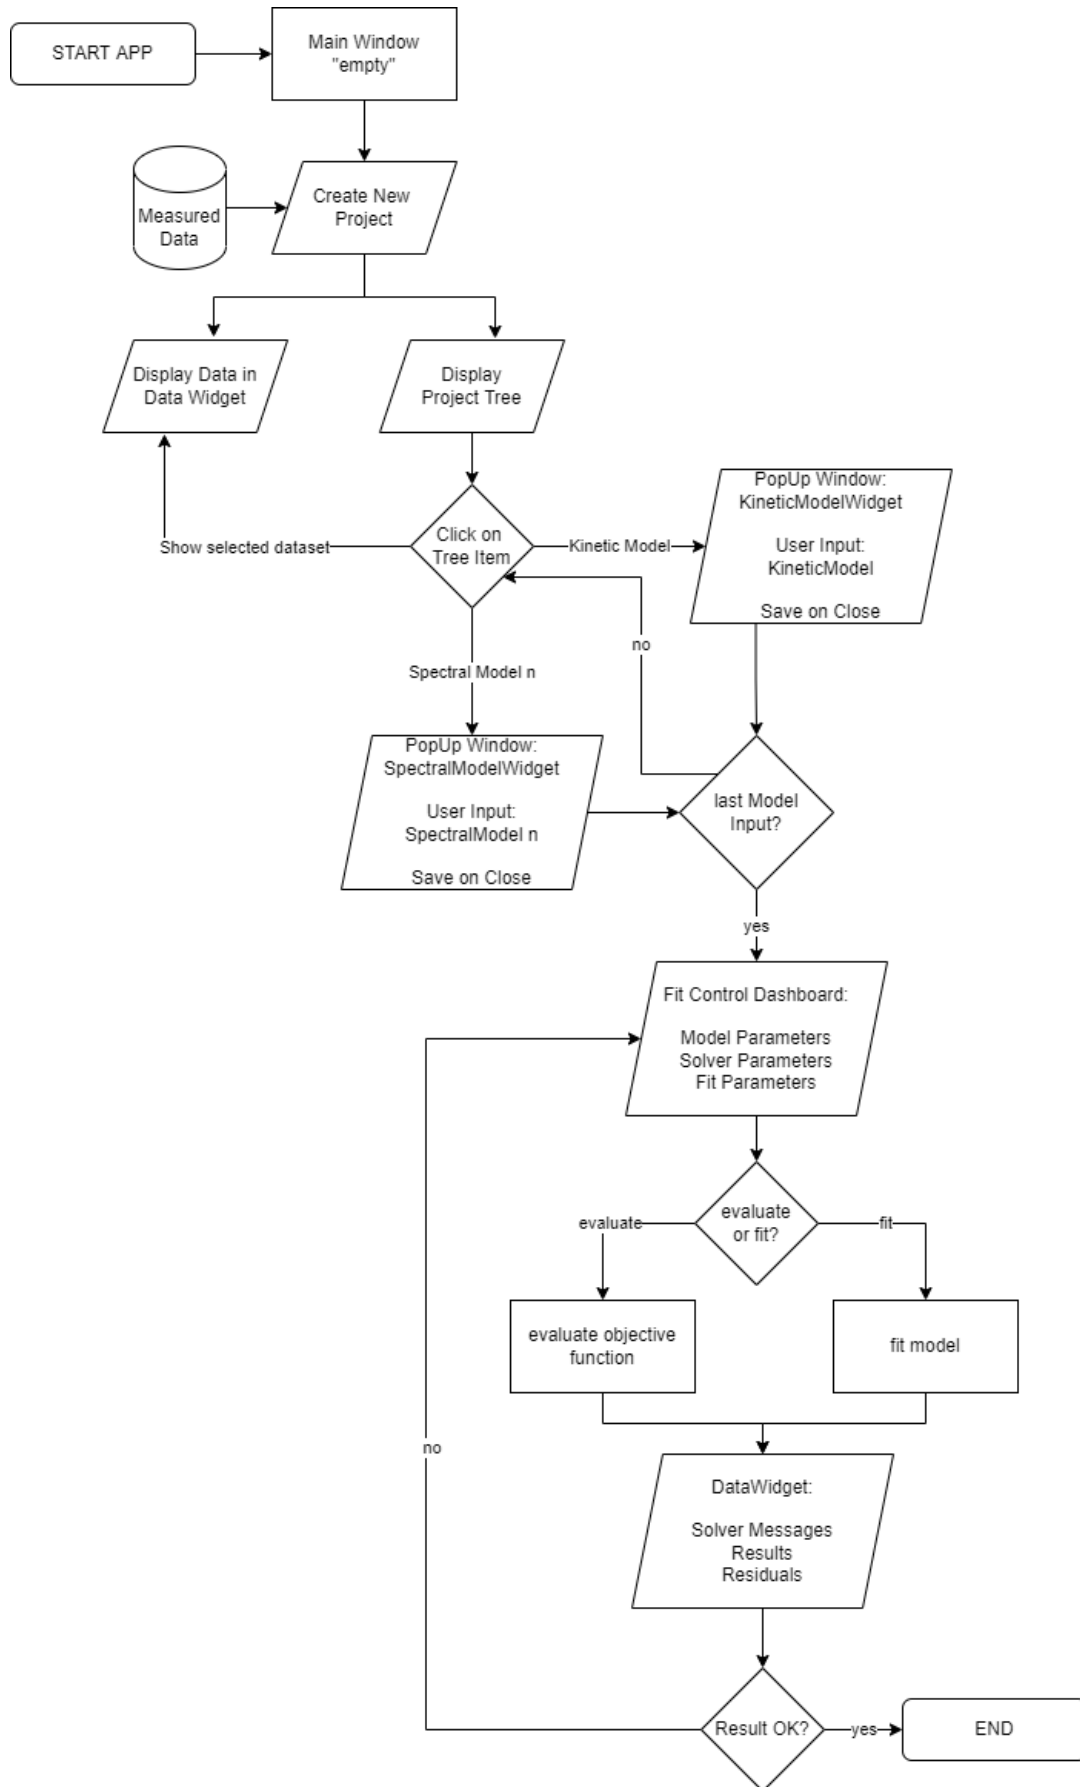 START APP
Main Window
"empty"
Measured
Data
Create New
Project
Display Data in
Data Widget
Display
Project Tree
Click on
Tree Item
Show selected dataset
Kinetic Model
PopUp Window:
KineticModelWidget
User Input:
KineticModel
Save on Close
no
Spectral Model n
PopUp Window:
SpectralModelWidget
User Input:
SpectralModel n
Save on Close
last Model
Input?
yes
Fit Control Dashboard:
Model Parameters
Solver Parameters
Fit Parameters
evaluate
or fit?
evaluate
fit
evaluate objective
function
fit model
no
DataWidget:
Solver Messages
Results
Residuals
Result OK?
yes
END